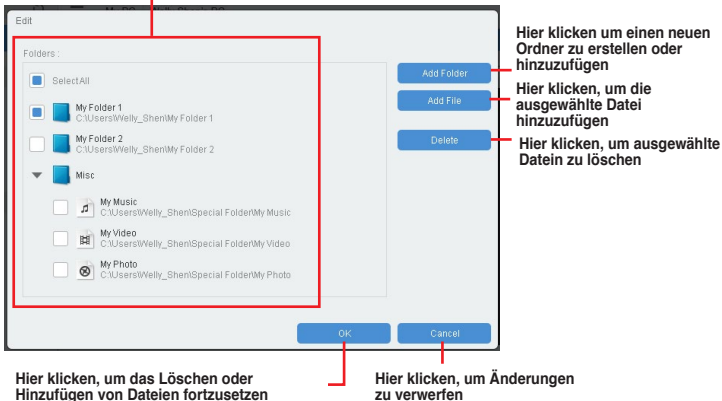 Edit
Folders :
SelectAll
My Folder 1
C:\Users\Welly_Shen\My Folder 1
My Folder 2
C:\Users\Welly_Shen\My Folder 2
Misc
My Music
C:\Users\Welly_Shen\Special Folder\My Music
My Video
C:\Users\Welly_Shen\Special Folder\My Video
My Photo
C:\Users\Welly_Shen\Special Folder\My Photo
Add Folder
Add File
Delete
OK
Cancel
Hier klicken um einen neuen
Ordner zu erstellen oder
hinzuzufügen
Hier klicken, um die
ausgewählte Datei
hinzuzufügen
Hier klicken, um ausgewählte
Datein zu löschen
Hier klicken, um das Löschen oder
Hinzufügen von Dateien fortzusetzen
Hier klicken, um Änderungen
zu verwerfen